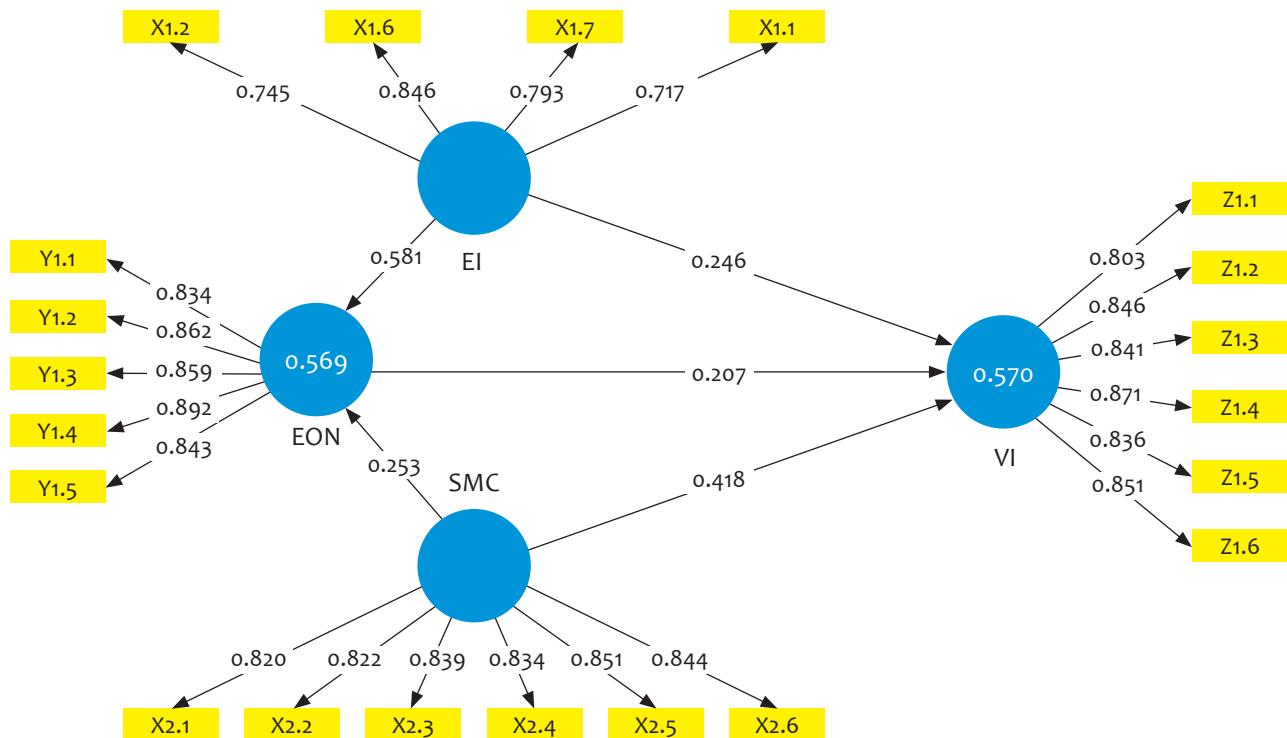 X1.2
X1.6
X1.7
X1.1
0.745
0.846
0.793
0.717
EI
0.581
0.246
Y1.1
Y1.2
Y1.3
Y1.4
Y1.5
0.834
0.862
0.859
0.892
0.843
0.569
EON
0.207
0.253
SMC
0.418
0.570
VI
0.803
0.846
0.841
0.871
0.836
0.851
Z1.1
Z1.2
Z1.3
Z1.4
Z1.5
Z1.6
0.820
0.822
0.839
0.834
0.851
0.844
X2.1
X2.2
X2.3
X2.4
X2.5
X2.6